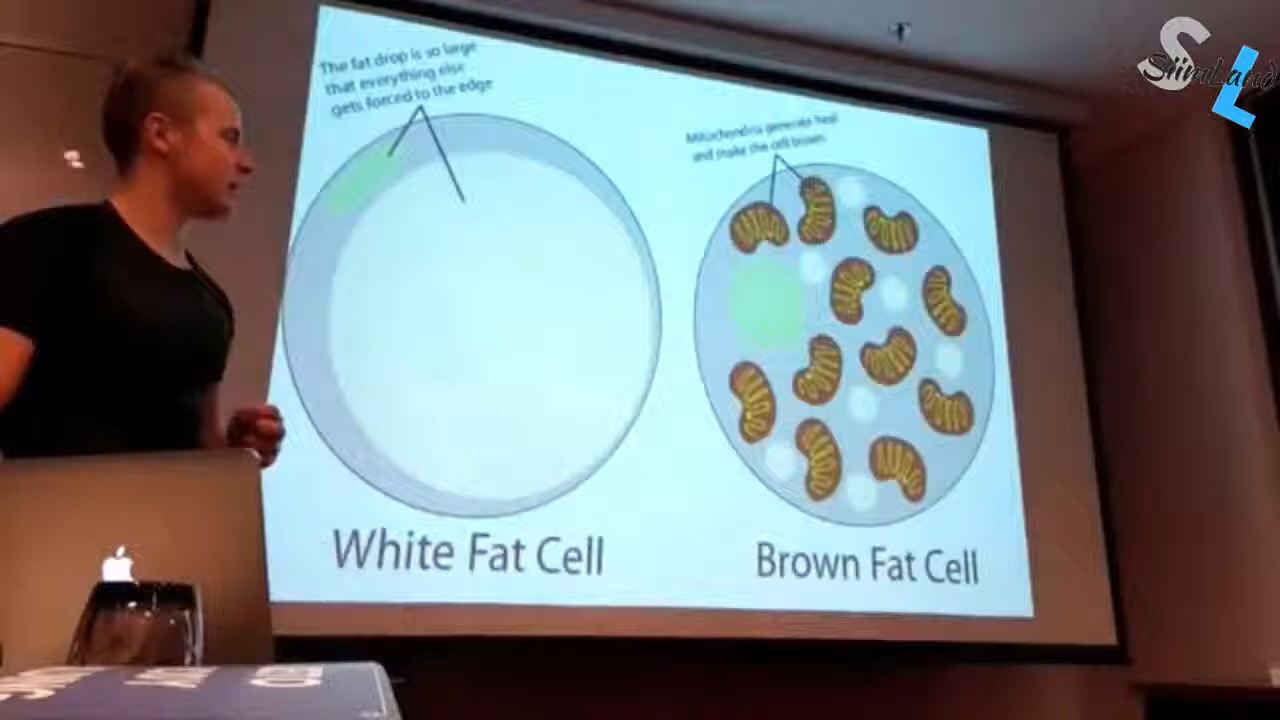 The fat drop is so large
that everything else
gets forced to the edge
Mitochondria generate heat
and make the cell brown
White Fat Cell
Brown Fat Cell
S
SiimLand
L